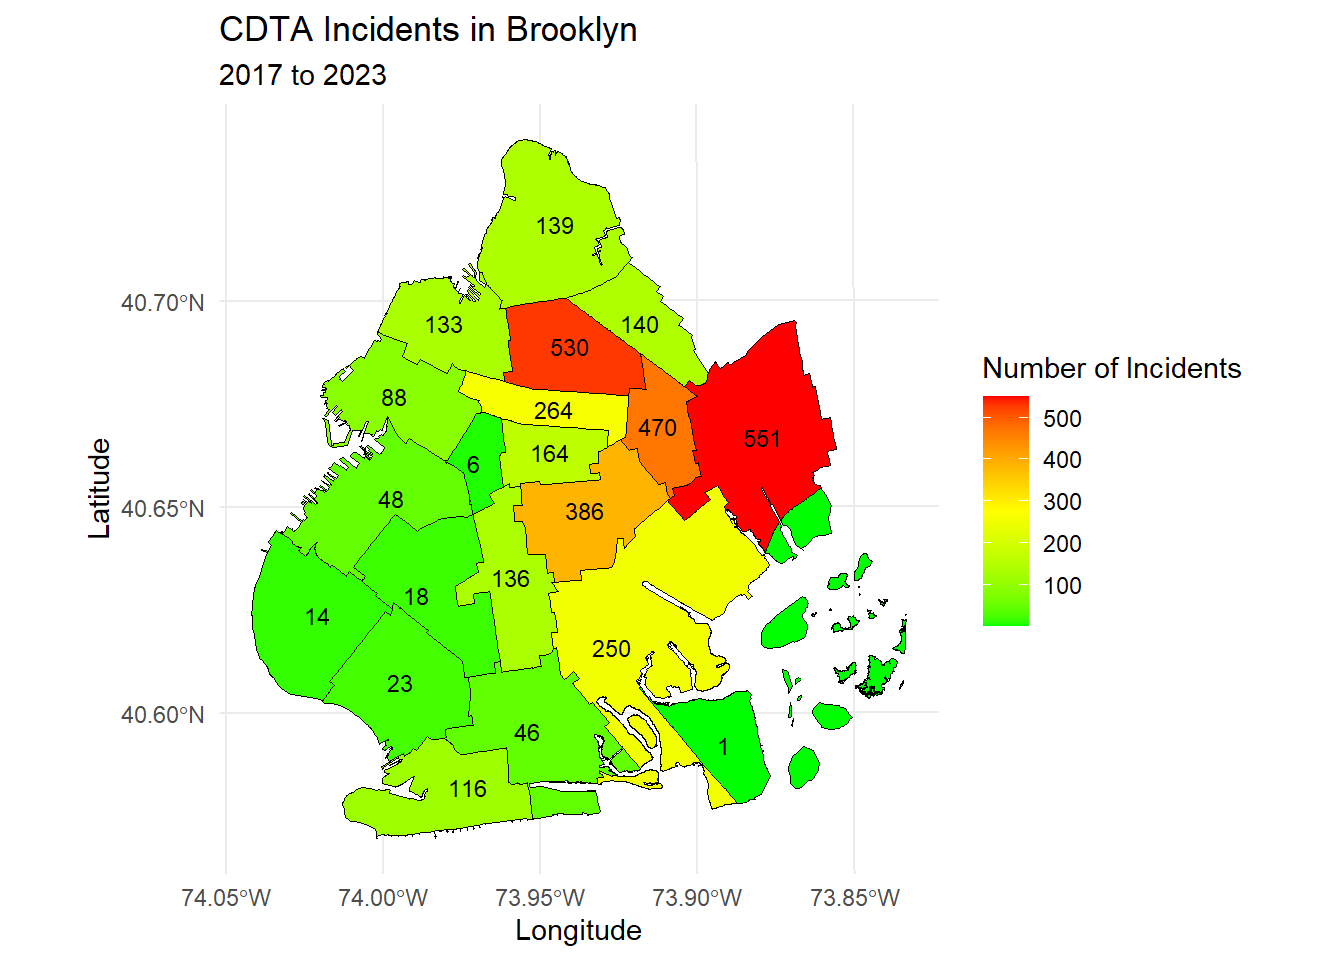 CDTA Incidents in Brooklyn
2017 to 2023
139
133
140
530
88
264
470
551
164
6
48
386
136
18
14
250
23
46
1
116
40.70°N
40.65°N
40.60°N
Latitude
74.05°W
74.00°W
73.95°W
73.90°W
73.85°W
Longitude
Number of Incidents
500
400
300
200
100